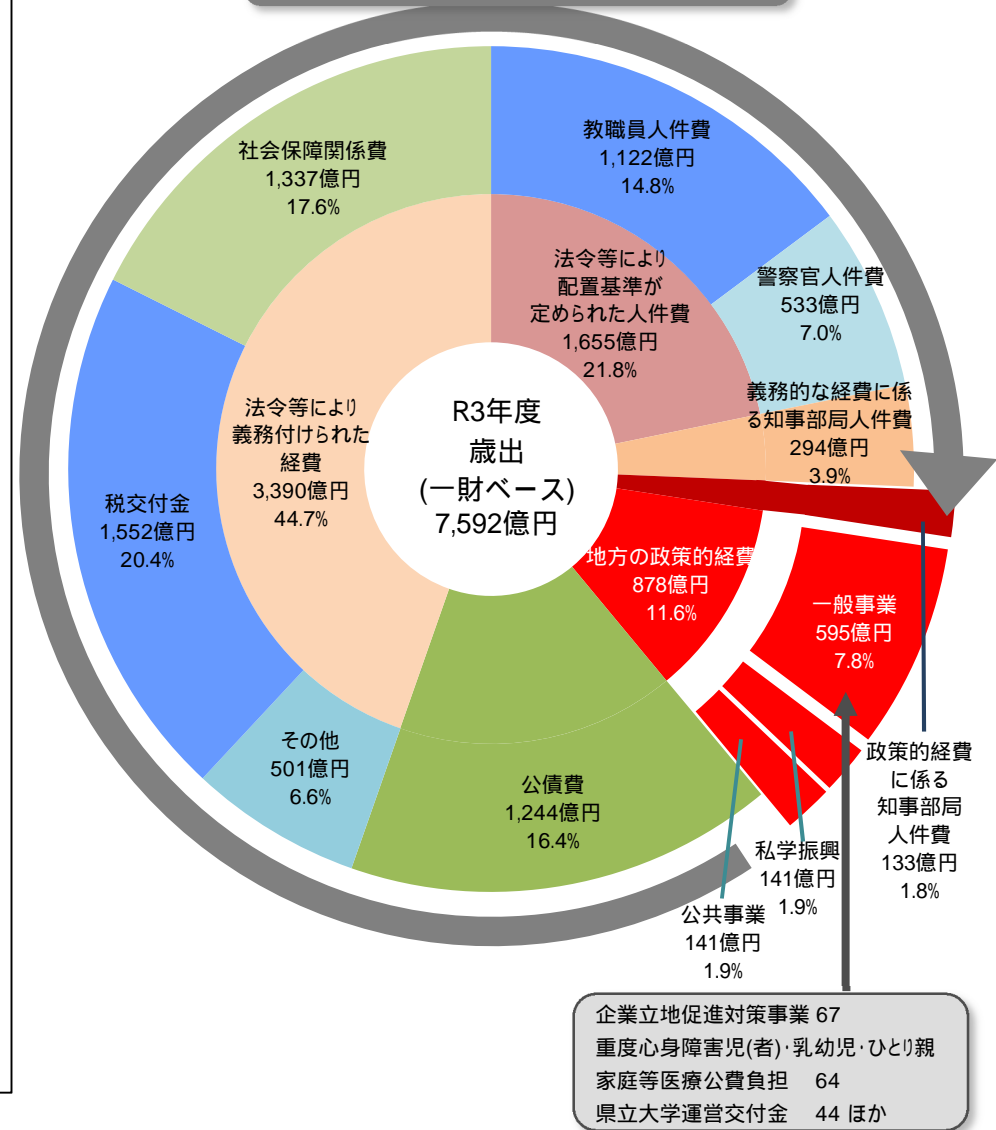 社会保障関係費
1,337億円
17.6%
教職員人件費
1,122億円
14.8%
法令等により
配置基準が
定められた人件費
1,655億円
21.8%
警察官人件費
533億円
7.0%
義務的な経費に係
る知事部局人件費
294億円
3.9%
法令等により
義務付けられた
経費
3,390億円
44.7%
R3年度
歳出
(一財ベース)
7,592億円
税交付金
1,552億円
20.4%
地方の政策的経費
878億円
11.6%
一般事業
595億円
7.8%
その他
501億円
6.6%
公債費
1,244億円
16.4%
政策的経費
に係る
知事部局
人件費
133億円
1.8%
私学振興
141億円
1.9%
公共事業
141億円
1.9%
企業立地促進対策事業 67
重度心身障害児(者)･乳幼児･ひとり親
家庭等医療公費負担 64
県立大学運営交付金 44 ほか